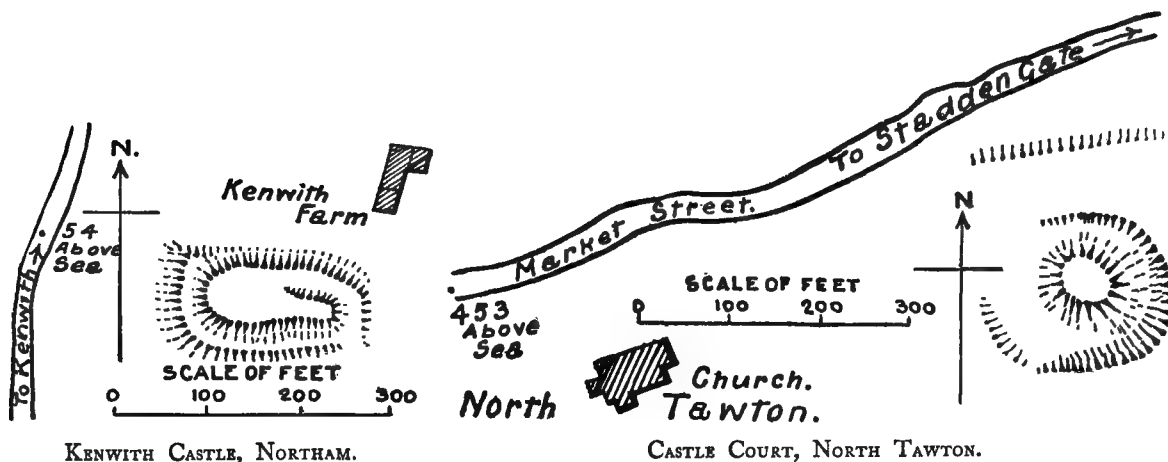 To Kenwith
N.
54
Above
Sea
Kenwith
Farm
SCALE OF FEET
0 100 200 300
KENWITH CASTLE, NORTHAM.
Market Street.
To Stadden Gate
453
Above
Sea
SCALE OF FEET
0 100 200 300
N
Church.
North Tawton.
CASTLE COURT, NORTH TAWTON.